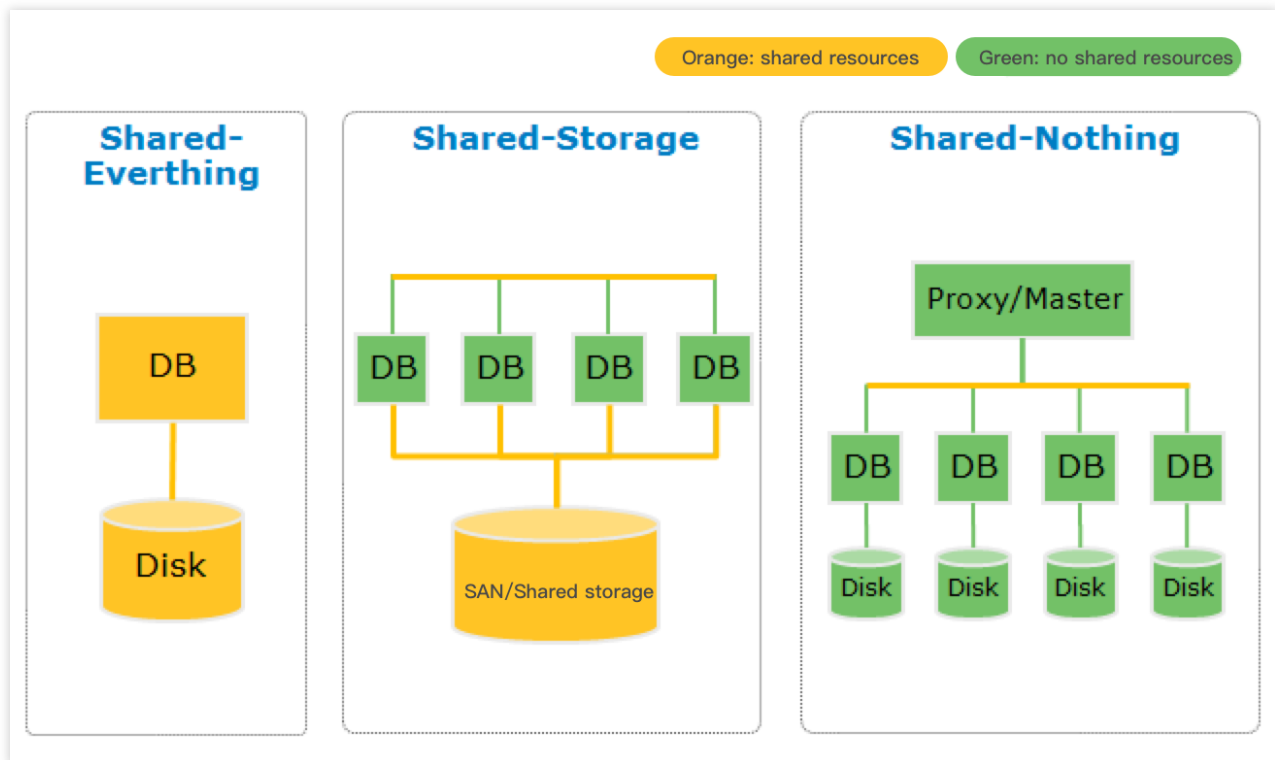 Orange: shared resources
Green: no shared resources
Shared-
Everthing
DB
Disk
Shared-Storage
DB
DB
DB
DB
SAN/Shared storage
Shared-Nothing
Proxy/Master
DB
DB
DB
DB
Disk
Disk
Disk
Disk